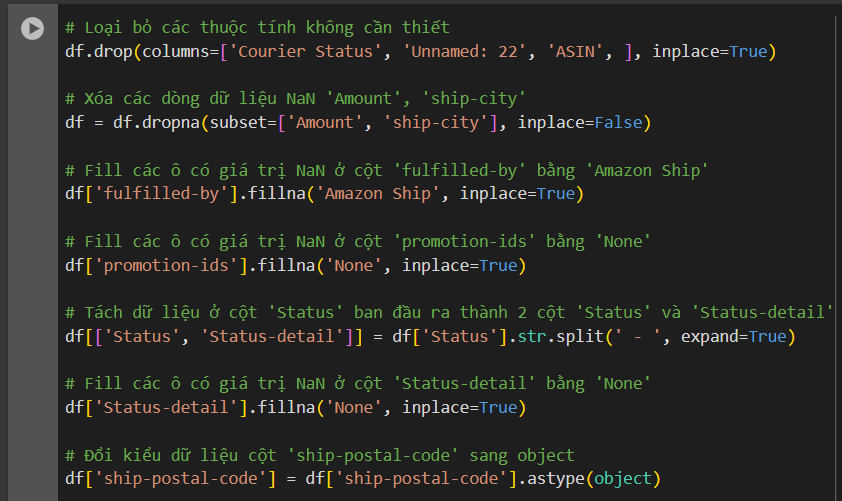 # Loại bỏ các thuộc tính không cần thiết
df.drop(columns=['Courier Status', 'Unnamed: 22', 'ASIN', ], inplace=True)
# Xóa các dòng dữ liệu NaN 'Amount', 'ship-city'
df = df.dropna(subset=['Amount', 'ship-city'], inplace=False)
# Fill các ô có giá trị NaN ở cột 'fulfilled-by' bằng 'Amazon Ship'
df['fulfilled-by'].fillna('Amazon Ship', inplace=True)
# Fill các ô có giá trị NaN ở cột 'promotion-ids' bằng 'None'
df['promotion-ids'].fillna('None', inplace=True)
# Tách dữ liệu ở cột 'Status' ban đầu ra thành 2 cột 'Status' và 'Status-detail'
df[['Status', 'Status-detail']] = df['Status'].str.split(' - ', expand=True)
# Fill các ô có giá trị NaN ở cột 'Status-detail' bằng 'None'
df['Status-detail'].fillna('None', inplace=True)
# Đổi kiểu dữ liệu cột 'ship-postal-code' sang object
df['ship-postal-code'] = df['ship-postal-code'].astype(object)